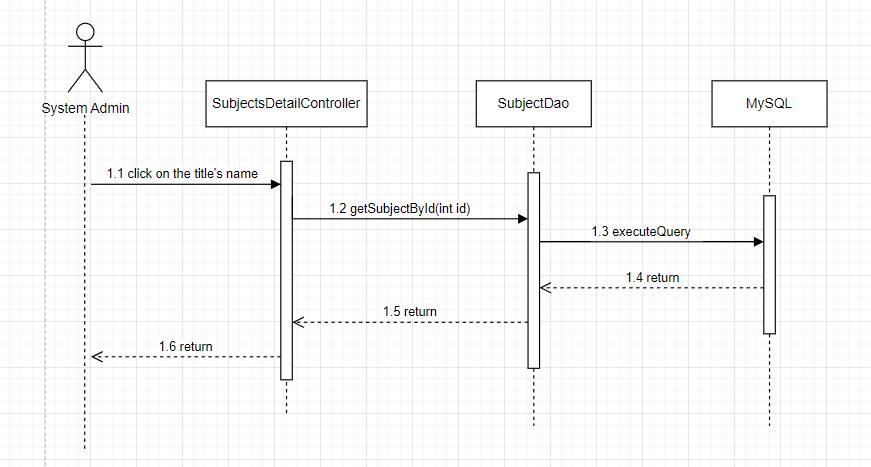 System Admin
SubjectsDetailController
SubjectDao
MySQL
1.1 click on the title's name
1.2 getSubjectById(int id)
1.3 executeQuery
1.4 return
1.5 return
1.6 return